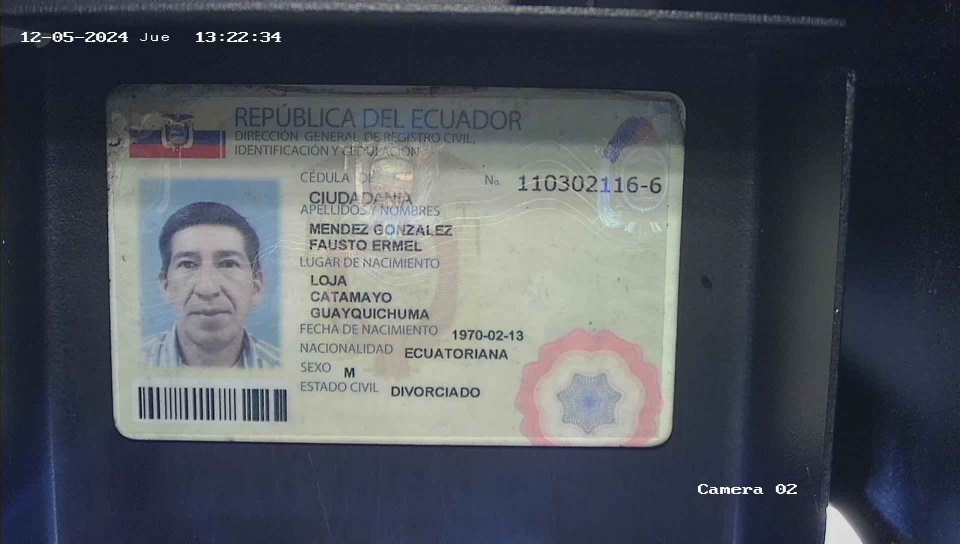 12-05-2024 Jue 13:22:34
REPÚBLICA DEL ECUADOR
DIRECCIÓN GENERAL DE REGISTRO CIVIL,
IDENTIFICACIÓN Y CEDULACIÓN
CÉDULA DE
No. 110302116-6
CIUDADANIA
APELLIDOS Y NOMBRES
MENDEZ GONZALEZ
FAUSTO ERMEL
LUGAR DE NACIMIENTO
LOJA
CATAMAYO
GUAYQUICHUMA
FECHA DE NACIMIENTO 1970-02-13
NACIONALIDAD ECUATORIANA
SEXO M
ESTADO CIVIL DIVORCIADO
Camera 02